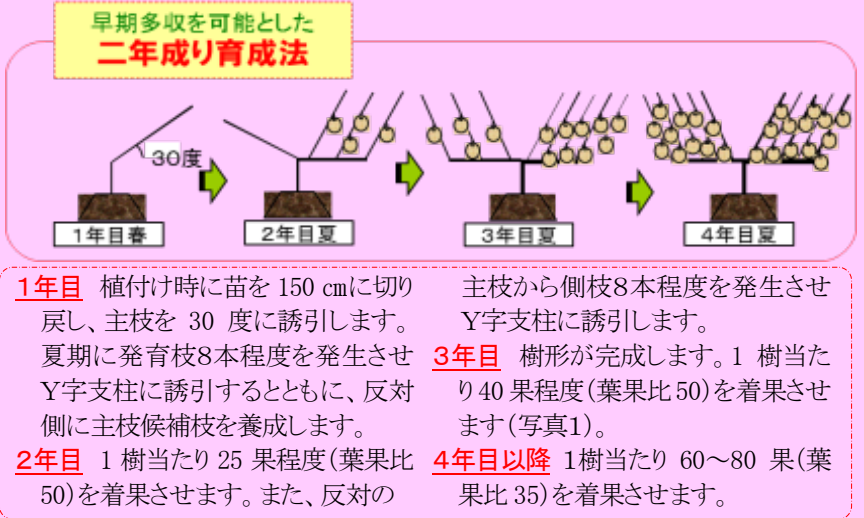 早期多収を可能とした
二年成り育成法
30度
1年目春
2年目夏
3年目夏
4年目夏
1年目 植付け時に苗を 150 ㎝に切り
戻し、主枝を 30 度に誘引します。
夏期に発育枝8本程度を発生させ
Y字支柱に誘引するとともに、反対
側に主枝候補枝を養成します。
2年目 1 樹当たり 25 果程度(葉果比
50)を着果させます。また、反対の
主枝から側枝8本程度を発生させ
Y字支柱に誘引します。
3年目 樹形が完成します。1 樹当た
り40 果程度(葉果比50)を着果させ
ます(写真1)。
4年目以降 1樹当たり 60～80 果(葉
果比 35)を着果させます。